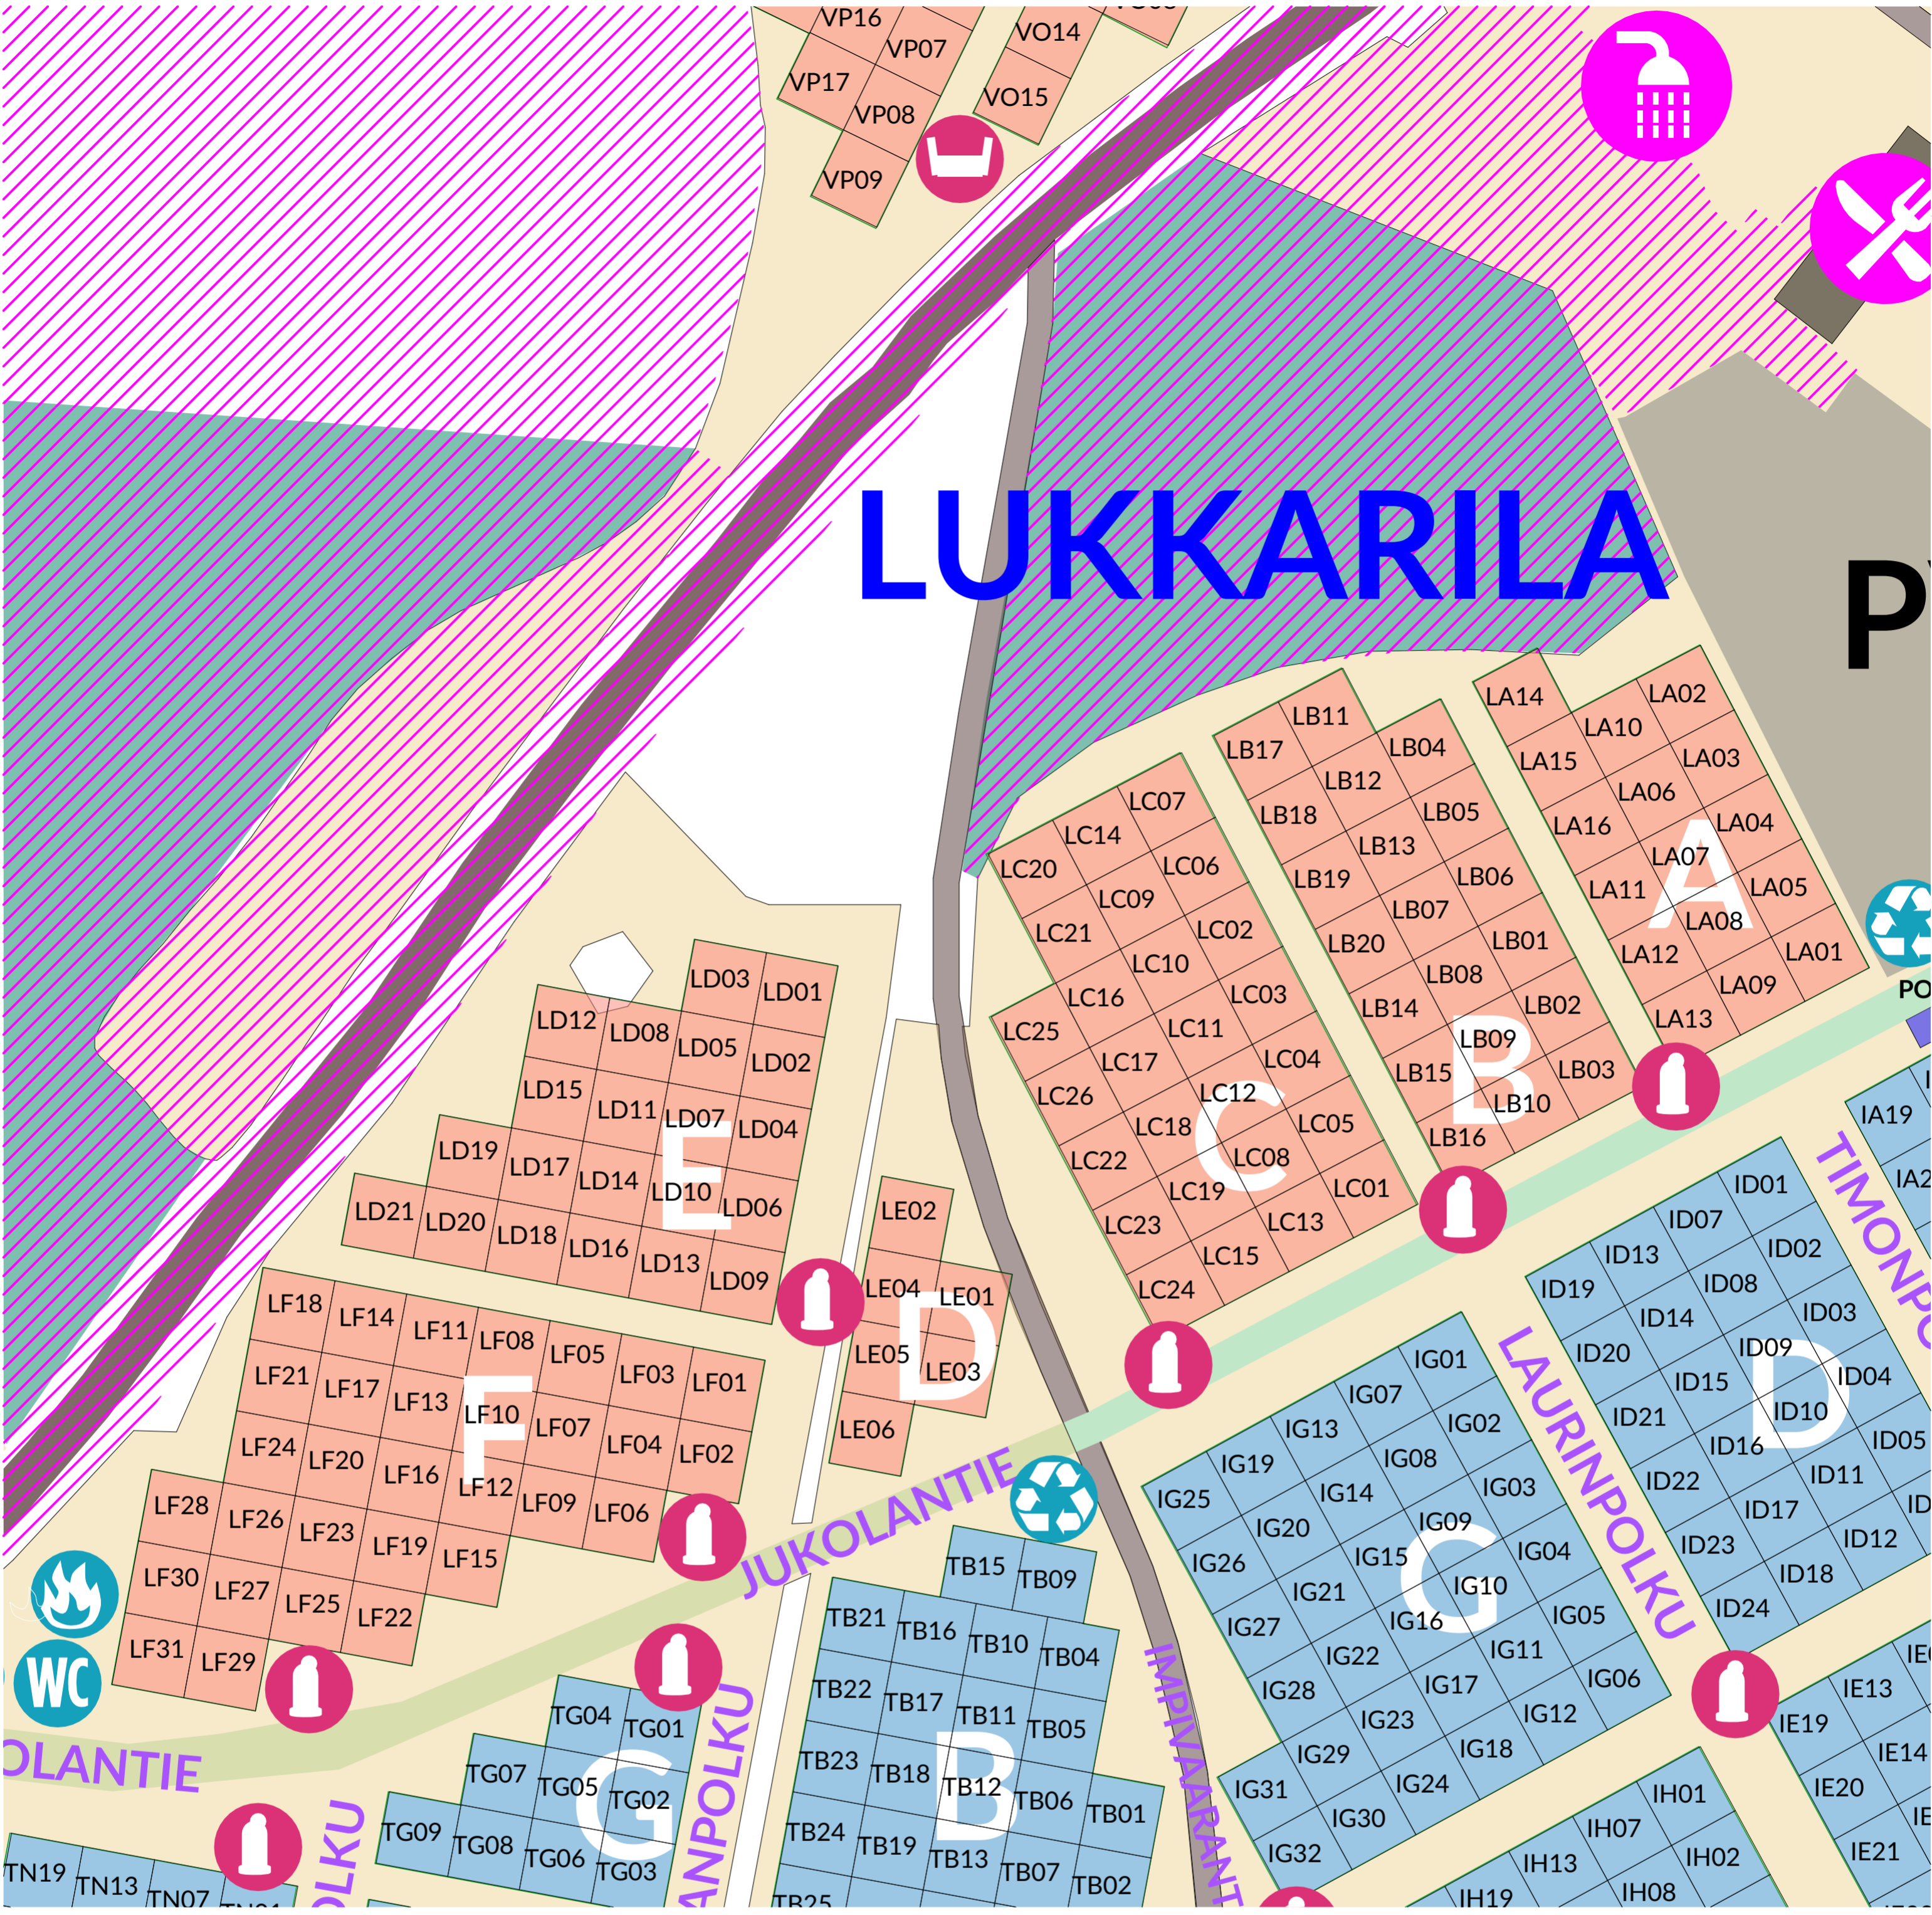 VP16
VP07
VO14
VP17
VO15
VP08
VP09
LUKKARILA
P
LA14
LA02
LA10
LA15
LA03
LA06
LA16
LA04
LA07
A
LA11
LA05
LA08
LA12
LA01
LA09
LA13
LB11
LB17
LB04
LB12
LB18
LB05
LB13
LB19
LB06
LB07
LB20
LB01
LB08
LB14
LB02
LB09
B
LB15
LB03
LB10
LB16
LC07
LC14
LC20
LC06
LC09
LC21
LC02
LC10
LC16
LC03
LC25
LC11
LC17
LC04
LC26
LC12
C
LC18
LC05
LC22
LC08
LC19
LC01
LC23
LC13
LC15
LC24
LD03
LD01
LD12
LD08
LD05
LD02
LD15
LD11
LD07
LD04
E
LD19
LD17
LD14
LD10
LD06
LD21
LD20
LD18
LD16
LD13
LD09
LE02
LE04
LE01
D
LE05
LE03
LE06
LF18
LF14
LF11
LF08
LF05
LF03
LF01
LF21
LF17
LF13
LF10
LF07
LF04
LF02
F
LF24
LF20
LF16
LF12
LF09
LF06
LF28
LF26
LF23
LF19
LF15
LF30
LF27
LF25
LF22
LF31
LF29
WC
JUKOLANTIE
OLANTIE
PO
IA19
TIMONPO
ID01
ID07
ID13
ID02
ID19
ID08
ID14
ID03
ID20
ID09
D
ID15
ID04
ID21
ID10
ID16
ID05
ID22
ID11
ID17
ID23
ID12
ID18
ID24
LAURINPOLKU
IG01
IG07
IG13
IG02
IG19
IG08
IG25
IG14
IG03
IG20
IG09
G
IG26
IG15
IG04
IG21
IG10
IG27
IG16
IG05
IG22
IG11
IG28
IG17
IG06
IG23
IG12
IG29
IG18
IG31
IG24
IG30
IG32
IMPIVAARANT
IE13
IE19
IE14
IE20
IE21
IH01
IH07
IH13
IH02
IH19
IH08
TB15
TB09
TB21
TB16
TB10
TB04
TB22
TB17
TB11
TB05
B
TB23
TB18
TB12
TB06
TB01
TB24
TB19
TB13
TB07
TB02
TB25
TG04
TG01
TG07
TG05
TG02
G
TG09
TG08
TG06
TG03
ANPOLKU
OLKU
TN19
TN13
TN07